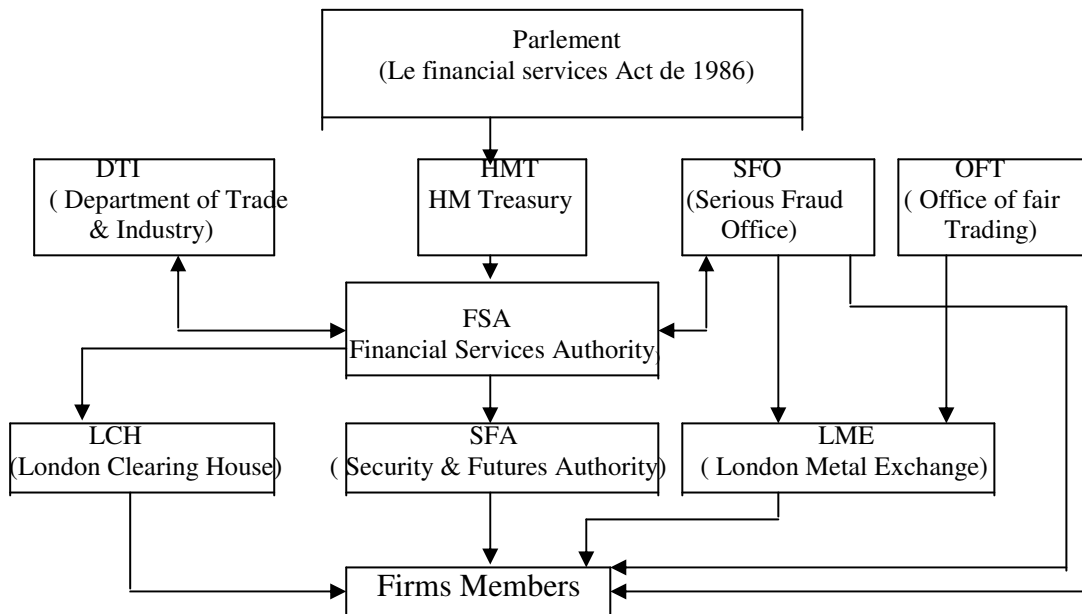 Parlement
(Le financial services Act de 1986)
DTI
( Department of Trade
& Industry)
HMT
HM Treasury
SFO
(Serious Fraud
Office)
OFT
( Office of fair
Trading)
FSA
Financial Services Authority
LCH
(London Clearing House)
SFA
( Security & Futures Authority)
LME
( London Metal Exchange)
Firms Members